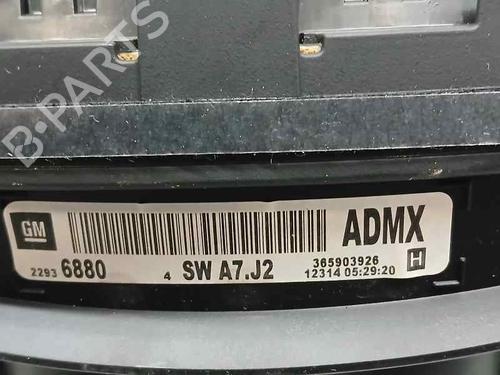 B-PARTS
GM
ADMX
2293 6880
4 SW A7.J2
365903926
12314 05:29:20
H